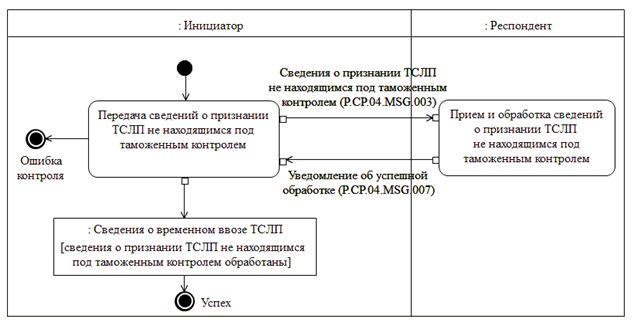 : Инициатор
: Респондент
Сведения о признании ТСЛП
не находящимся под таможенным
контролем (P.CP.04.MSG.003)
Передача сведений о признании
ТСЛП не находящимся под
таможенным контролем
Прием и обработка сведений
о признании ТСЛП
не находящимся под
таможенным контролем
Ошибка
контроля
Уведомление об успешной
обработке (P.CP.04.MSG.007)
: Сведения о временном ввозе ТСЛП
[сведения о признании ТСЛП не находящимся
под таможенным контролем обработаны]
Успех